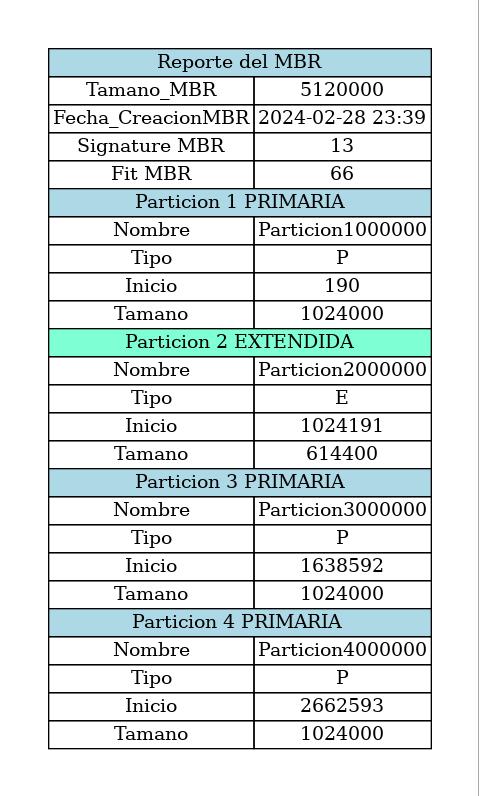 Reporte del MBR
Tamano_MBR 5120000
Fecha_CreacionMBR 2024-02-28 23:39
Signature MBR 13
Fit MBR 66
Particion 1 PRIMARIA
Nombre Particion1000000
Tipo P
Inicio 190
Tamano 1024000
Particion 2 EXTENDIDA
Nombre Particion2000000
Tipo E
Inicio 1024191
Tamano 614400
Particion 3 PRIMARIA
Nombre Particion3000000
Tipo P
Inicio 1638592
Tamano 1024000
Particion 4 PRIMARIA
Nombre Particion4000000
Tipo P
Inicio 2662593
Tamano 1024000